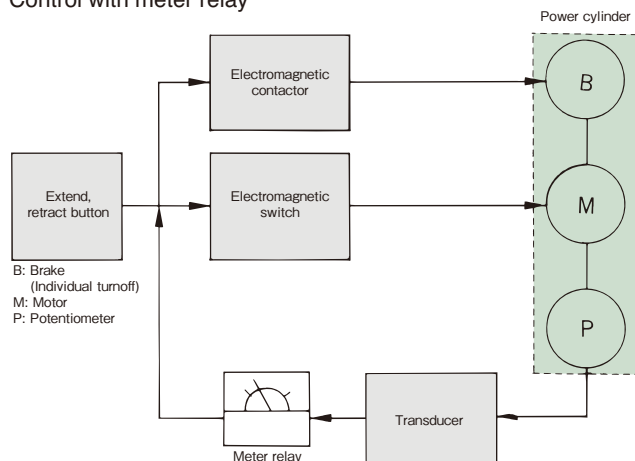 Control with meter relay
Power cylinder
Electromagnetic
contactor
B
Extend,
retract button
Electromagnetic
switch
M
B: Brake
(Individual turnoff)
M: Motor
P: Potentiometer
P
Transducer
Meter relay